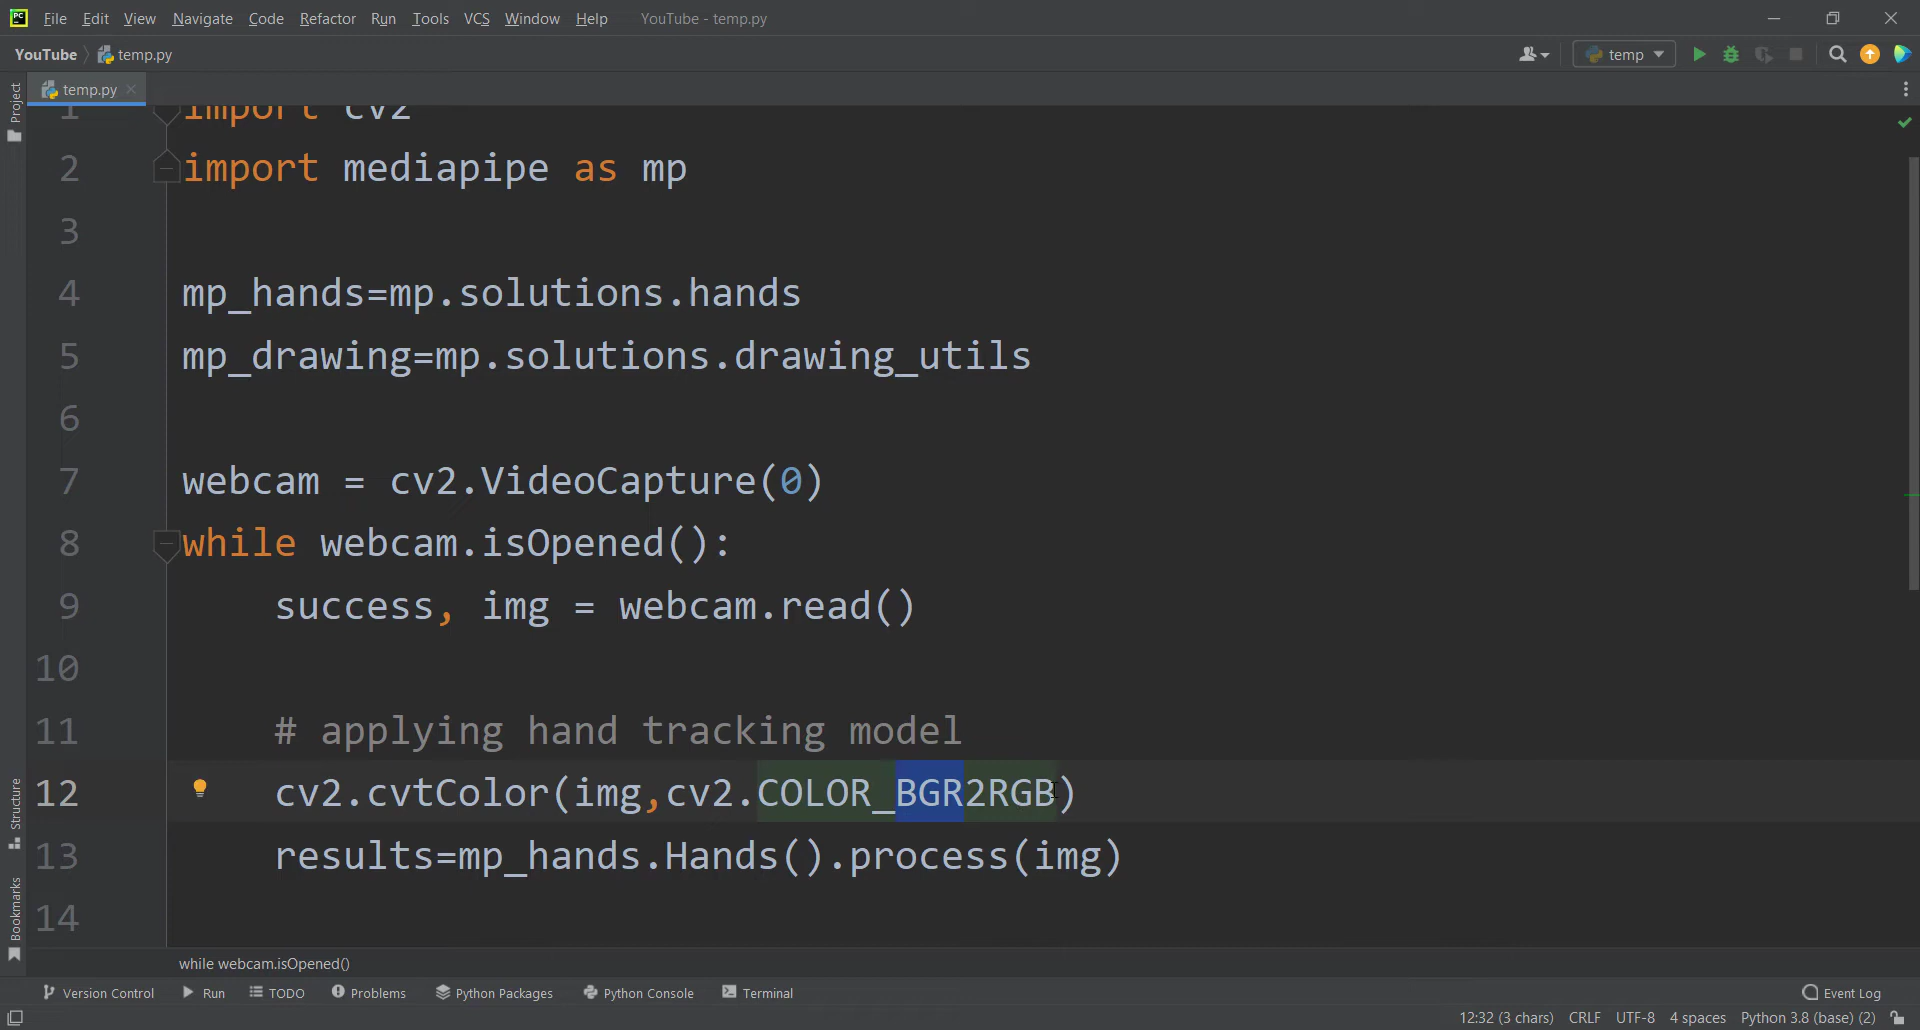 PC File Edit View Navigate Code Refactor Run Tools VCS Window Help YouTube - temp.py
YouTube temp.py temp
Project temp.py
1 import cv2
2 import mediapipe as mp
3
4 mp_hands=mp.solutions.hands
5 mp_drawing=mp.solutions.drawing_utils
6
7 webcam = cv2.VideoCapture(0)
8 while webcam.isOpened():
9 success, img = webcam.read()
10
11 # applying hand tracking model
12 cv2.cvtColor(img,cv2.COLOR_BGR2RGB)
13 results=mp_hands.Hands().process(img)
14
Structure
Bookmarks
while webcam.isOpened()
Version Control Run TODO Problems Python Packages Python Console Terminal Event Log
12:32 (3 chars) CRLF UTF-8 4 spaces Python 3.8 (base) (2)